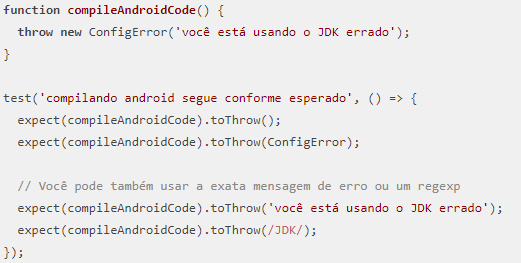 function compileAndroidCode() {
  throw new ConfigError('você está usando o JDK errado');
}

test('compilando android segue conforme esperado', () => {
  expect(compileAndroidCode).toThrow();
  expect(compileAndroidCode).toThrow(ConfigError);

  // Você pode também usar a exata mensagem de erro ou um regexp
  expect(compileAndroidCode).toThrow('você está usando o JDK errado');
  expect(compileAndroidCode).toThrow(/JDK/);
});